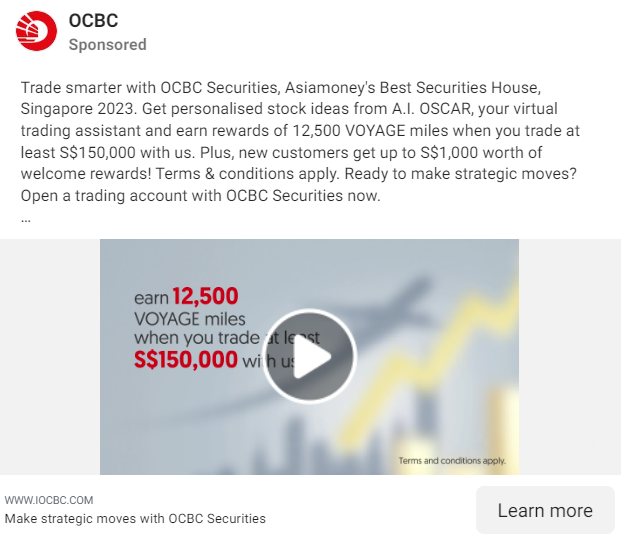 OCBC
Sponsored
Trade smarter with OCBC Securities, Asiamoney's Best Securities House,
Singapore 2023. Get personalised stock ideas from A.I. OSCAR, your virtual
trading assistant and earn rewards of 12,500 VOYAGE miles when you trade at
least S$150,000 with us. Plus, new customers get up to S$1,000 worth of
welcome rewards! Terms & conditions apply. Ready to make strategic moves?
Open a trading account with OCBC Securities now.
...
earn 12,500
VOYAGE miles
when you trade at least
S$150,000 with us
Terms and conditions apply.
WWW.IOCBC.COM
Make strategic moves with OCBC Securities
Learn more